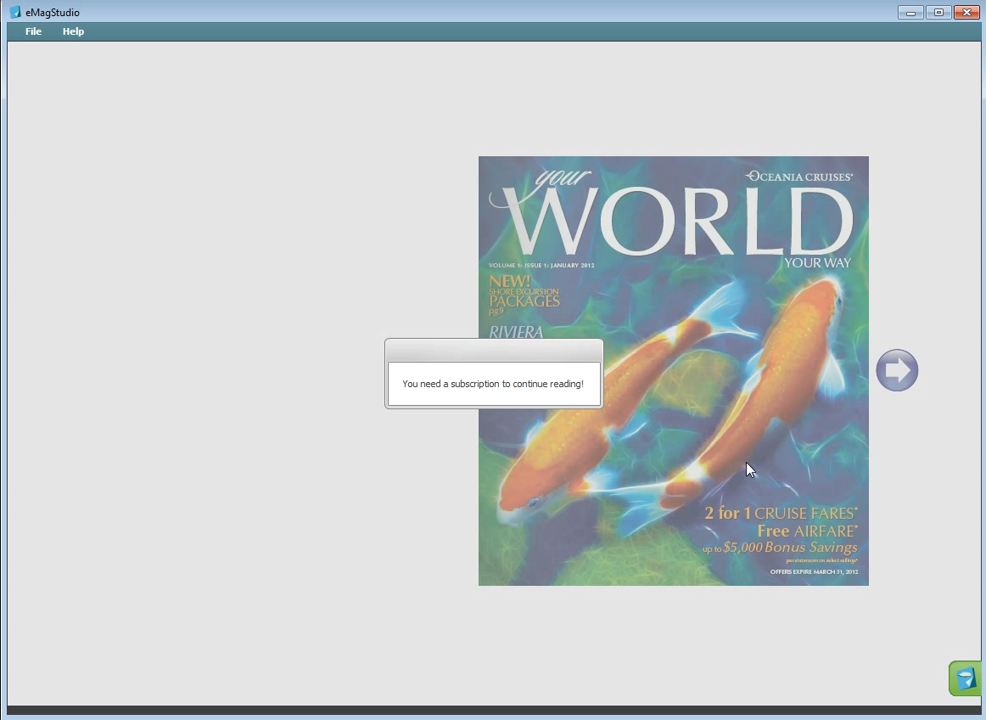 eMagStudio
File Help
your
OCEANIA CRUISES®
WORLD
YOUR WAY
VOLUME 1: ISSUE 1: JANUARY 2012
NEW!
SHORE EXCURSION
PACKAGES
RIVIERA
You need a subscription to continue reading!
2 for 1 CRUISE FARES*
Free AIRFARE*
up to $5,000 Bonus Savings
OFFERS EXPIRE MARCH 31, 2012